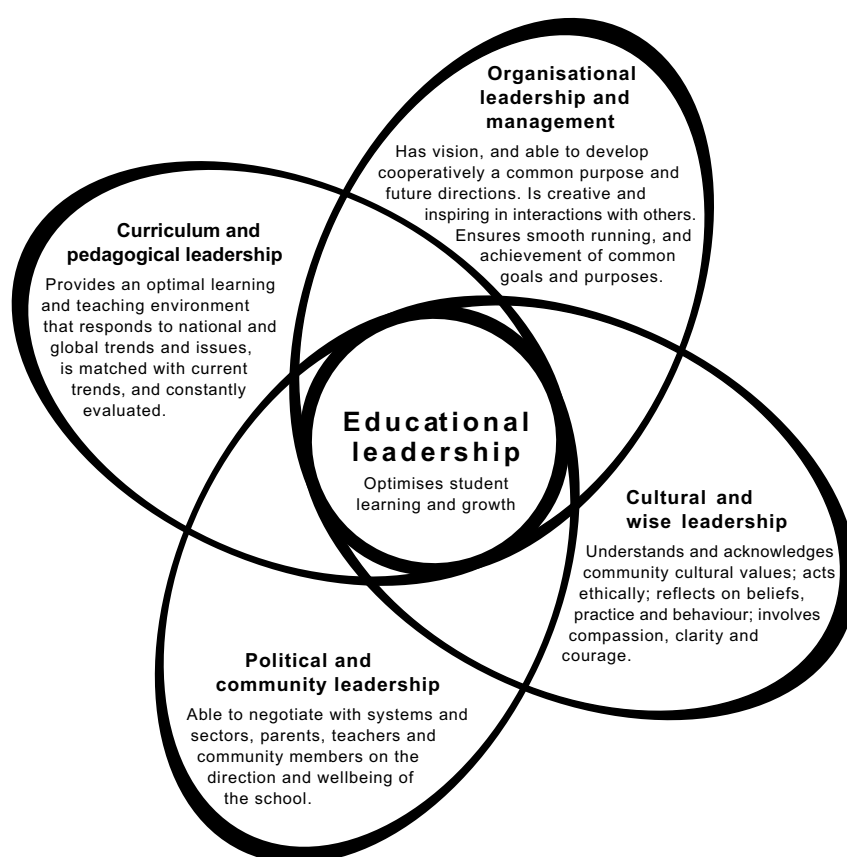 Organisational
leadership and
management
Has vision, and able to develop
cooperatively a common purpose and
future directions. Is creative and
inspiring in interactions with others.
Ensures smooth running, and
achievement of common
goals and purposes.
Curriculum and
pedagogical leadership
Provides an optimal learning
and teaching environment
that responds to national and
global trends and issues,
is matched with current
trends, and constantly
evaluated.
Educational
leadership
Optimises student
learning and growth
Cultural and
wise leadership
Understands and acknowledges
community cultural values; acts
ethically; reflects on beliefs,
practice and behaviour; involves
compassion, clarity and
courage.
Political and
community leadership
Able to negotiate with systems and
sectors, parents, teachers and
community members on the
direction and wellbeing of
the school.